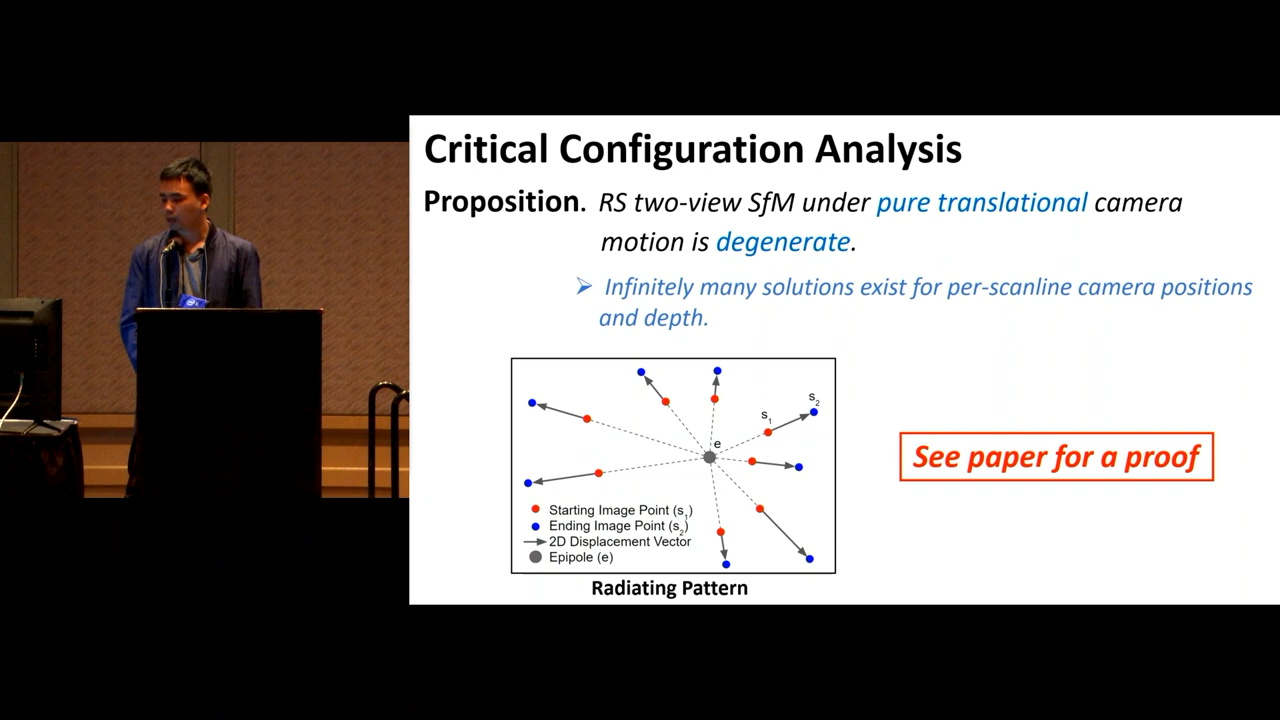 Critical Configuration Analysis
Proposition. RS two-view SfM under pure translational camera
motion is degenerate.
➢ Infinitely many solutions exist for per-scanline camera positions
and depth.
s2
s1
e
See paper for a proof
Starting Image Point (s1)
Ending Image Point (s2)
2D Displacement Vector
Epipole (e)
Radiating Pattern